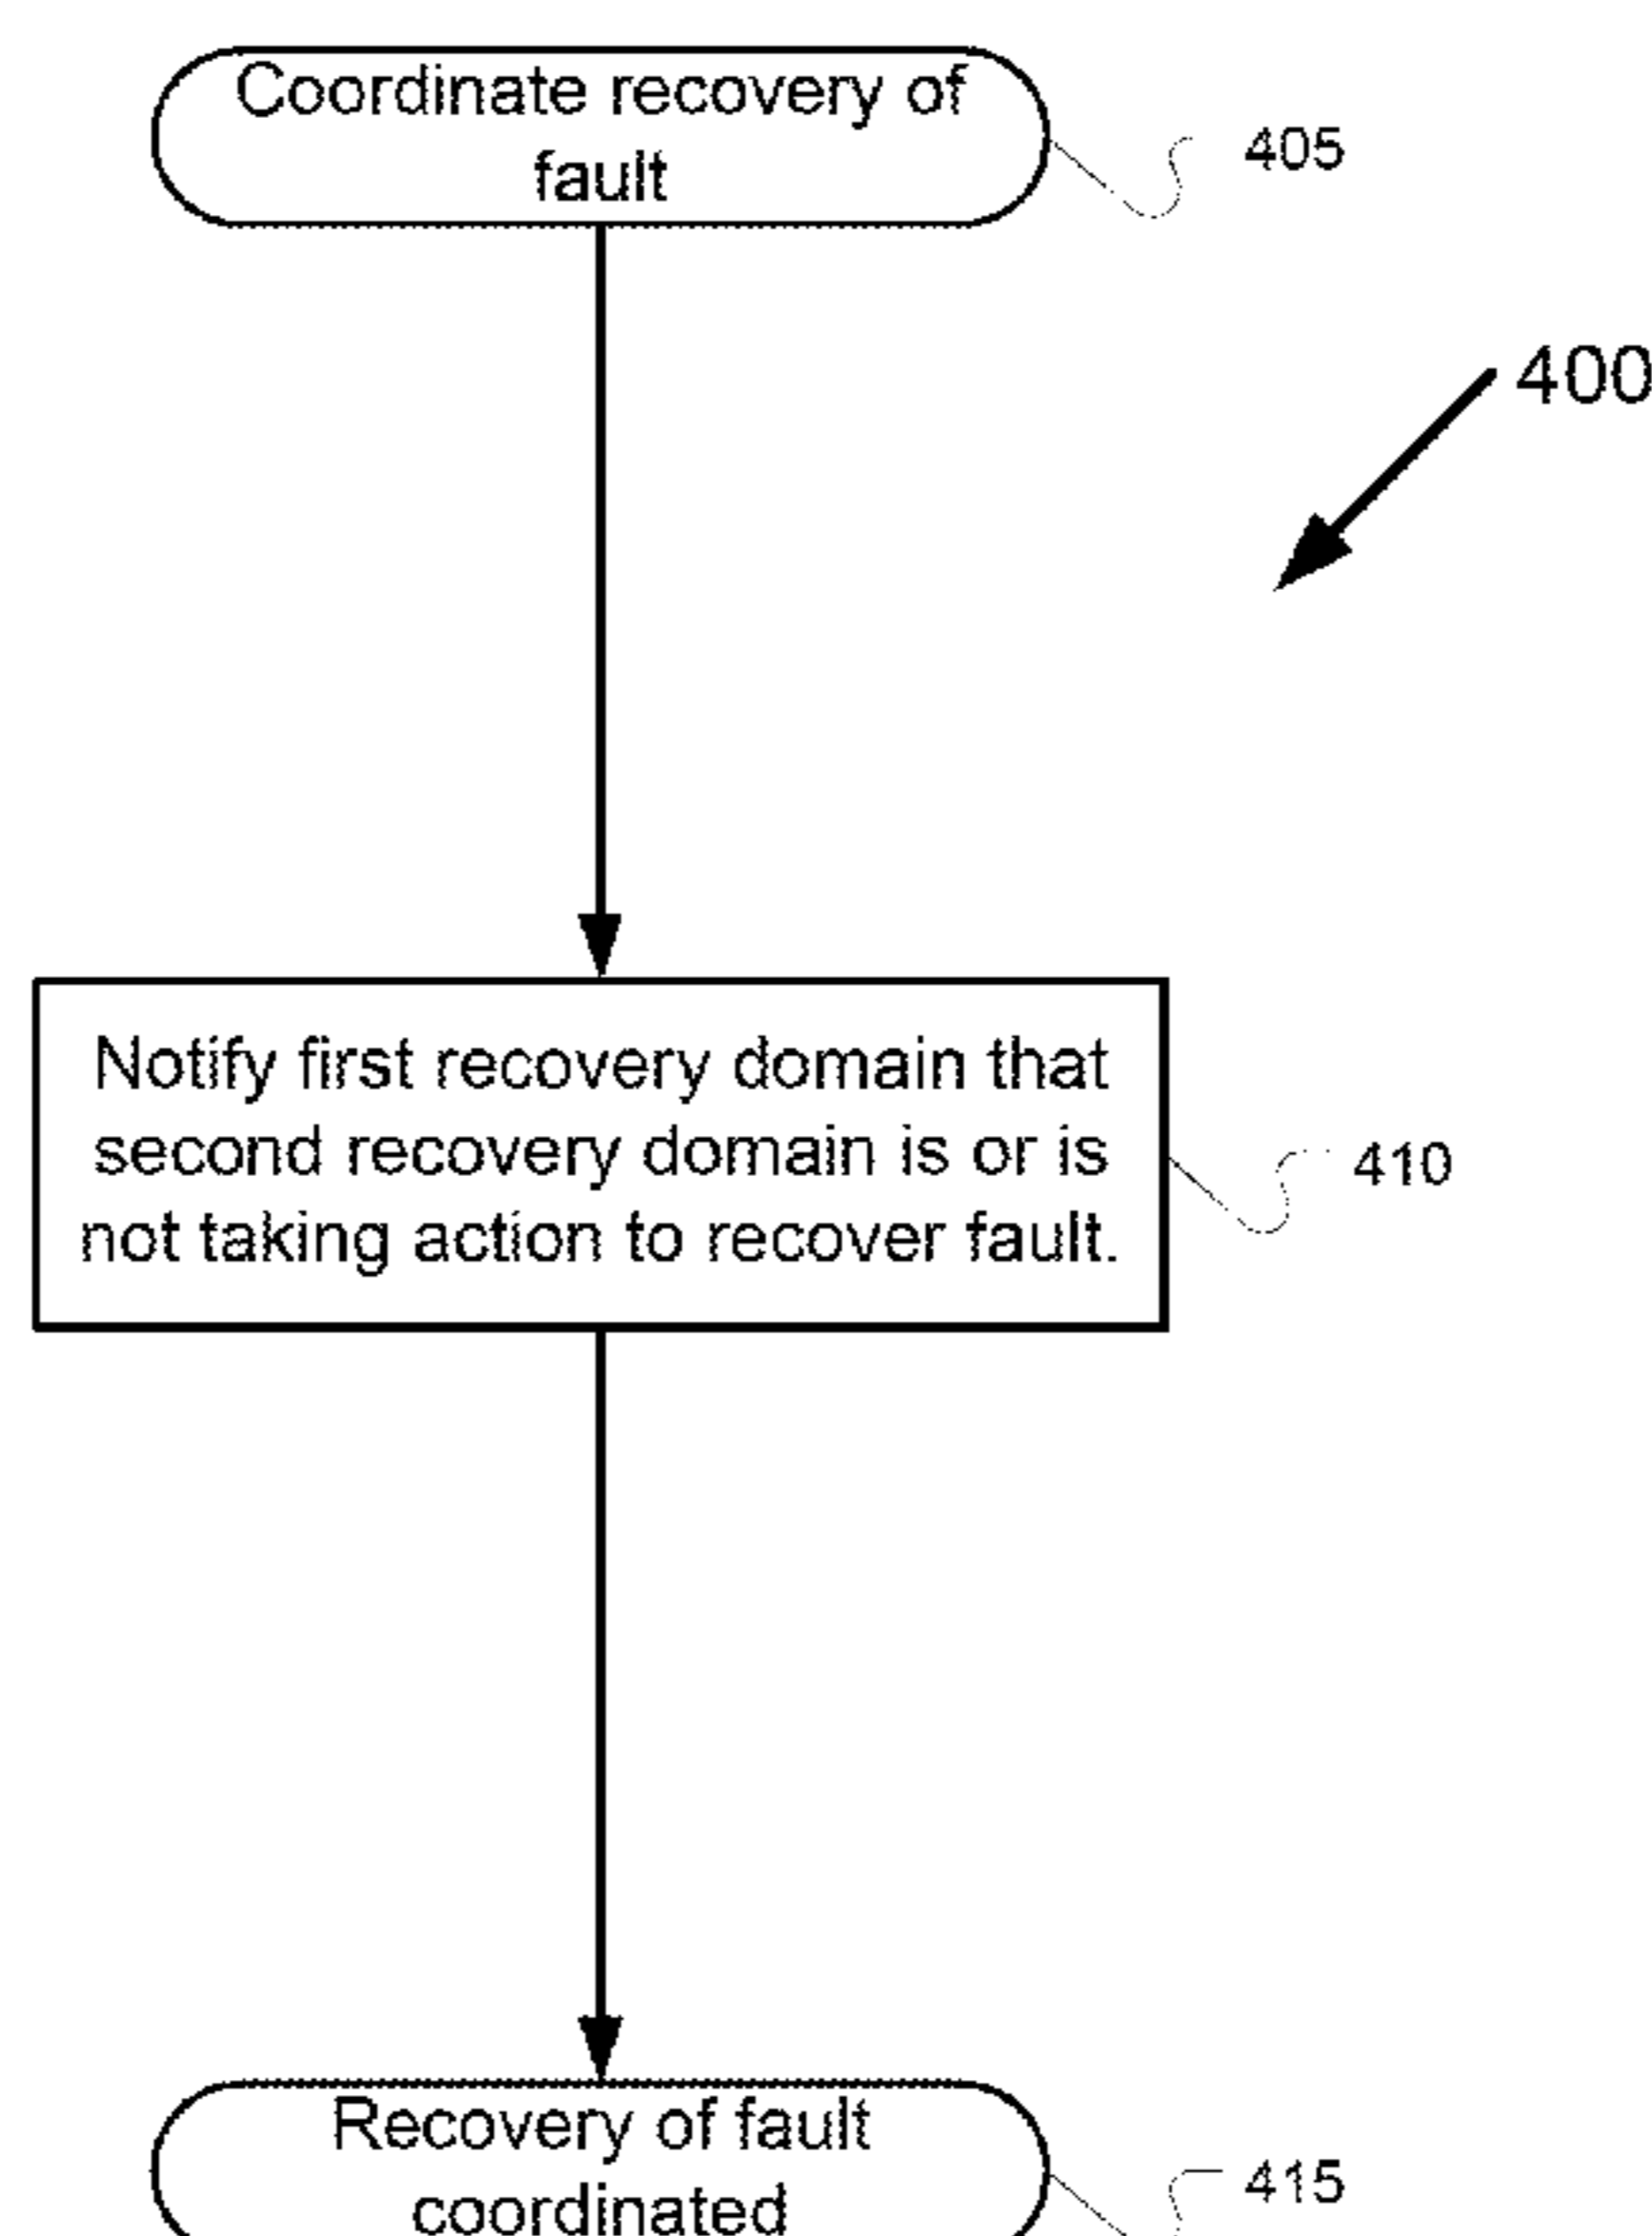 Coordinate recovery of
fault
405
400
Notify first recovery domain that
second recovery domain is or is
not taking action to recover fault.
410
Recovery of fault
coordinated
415